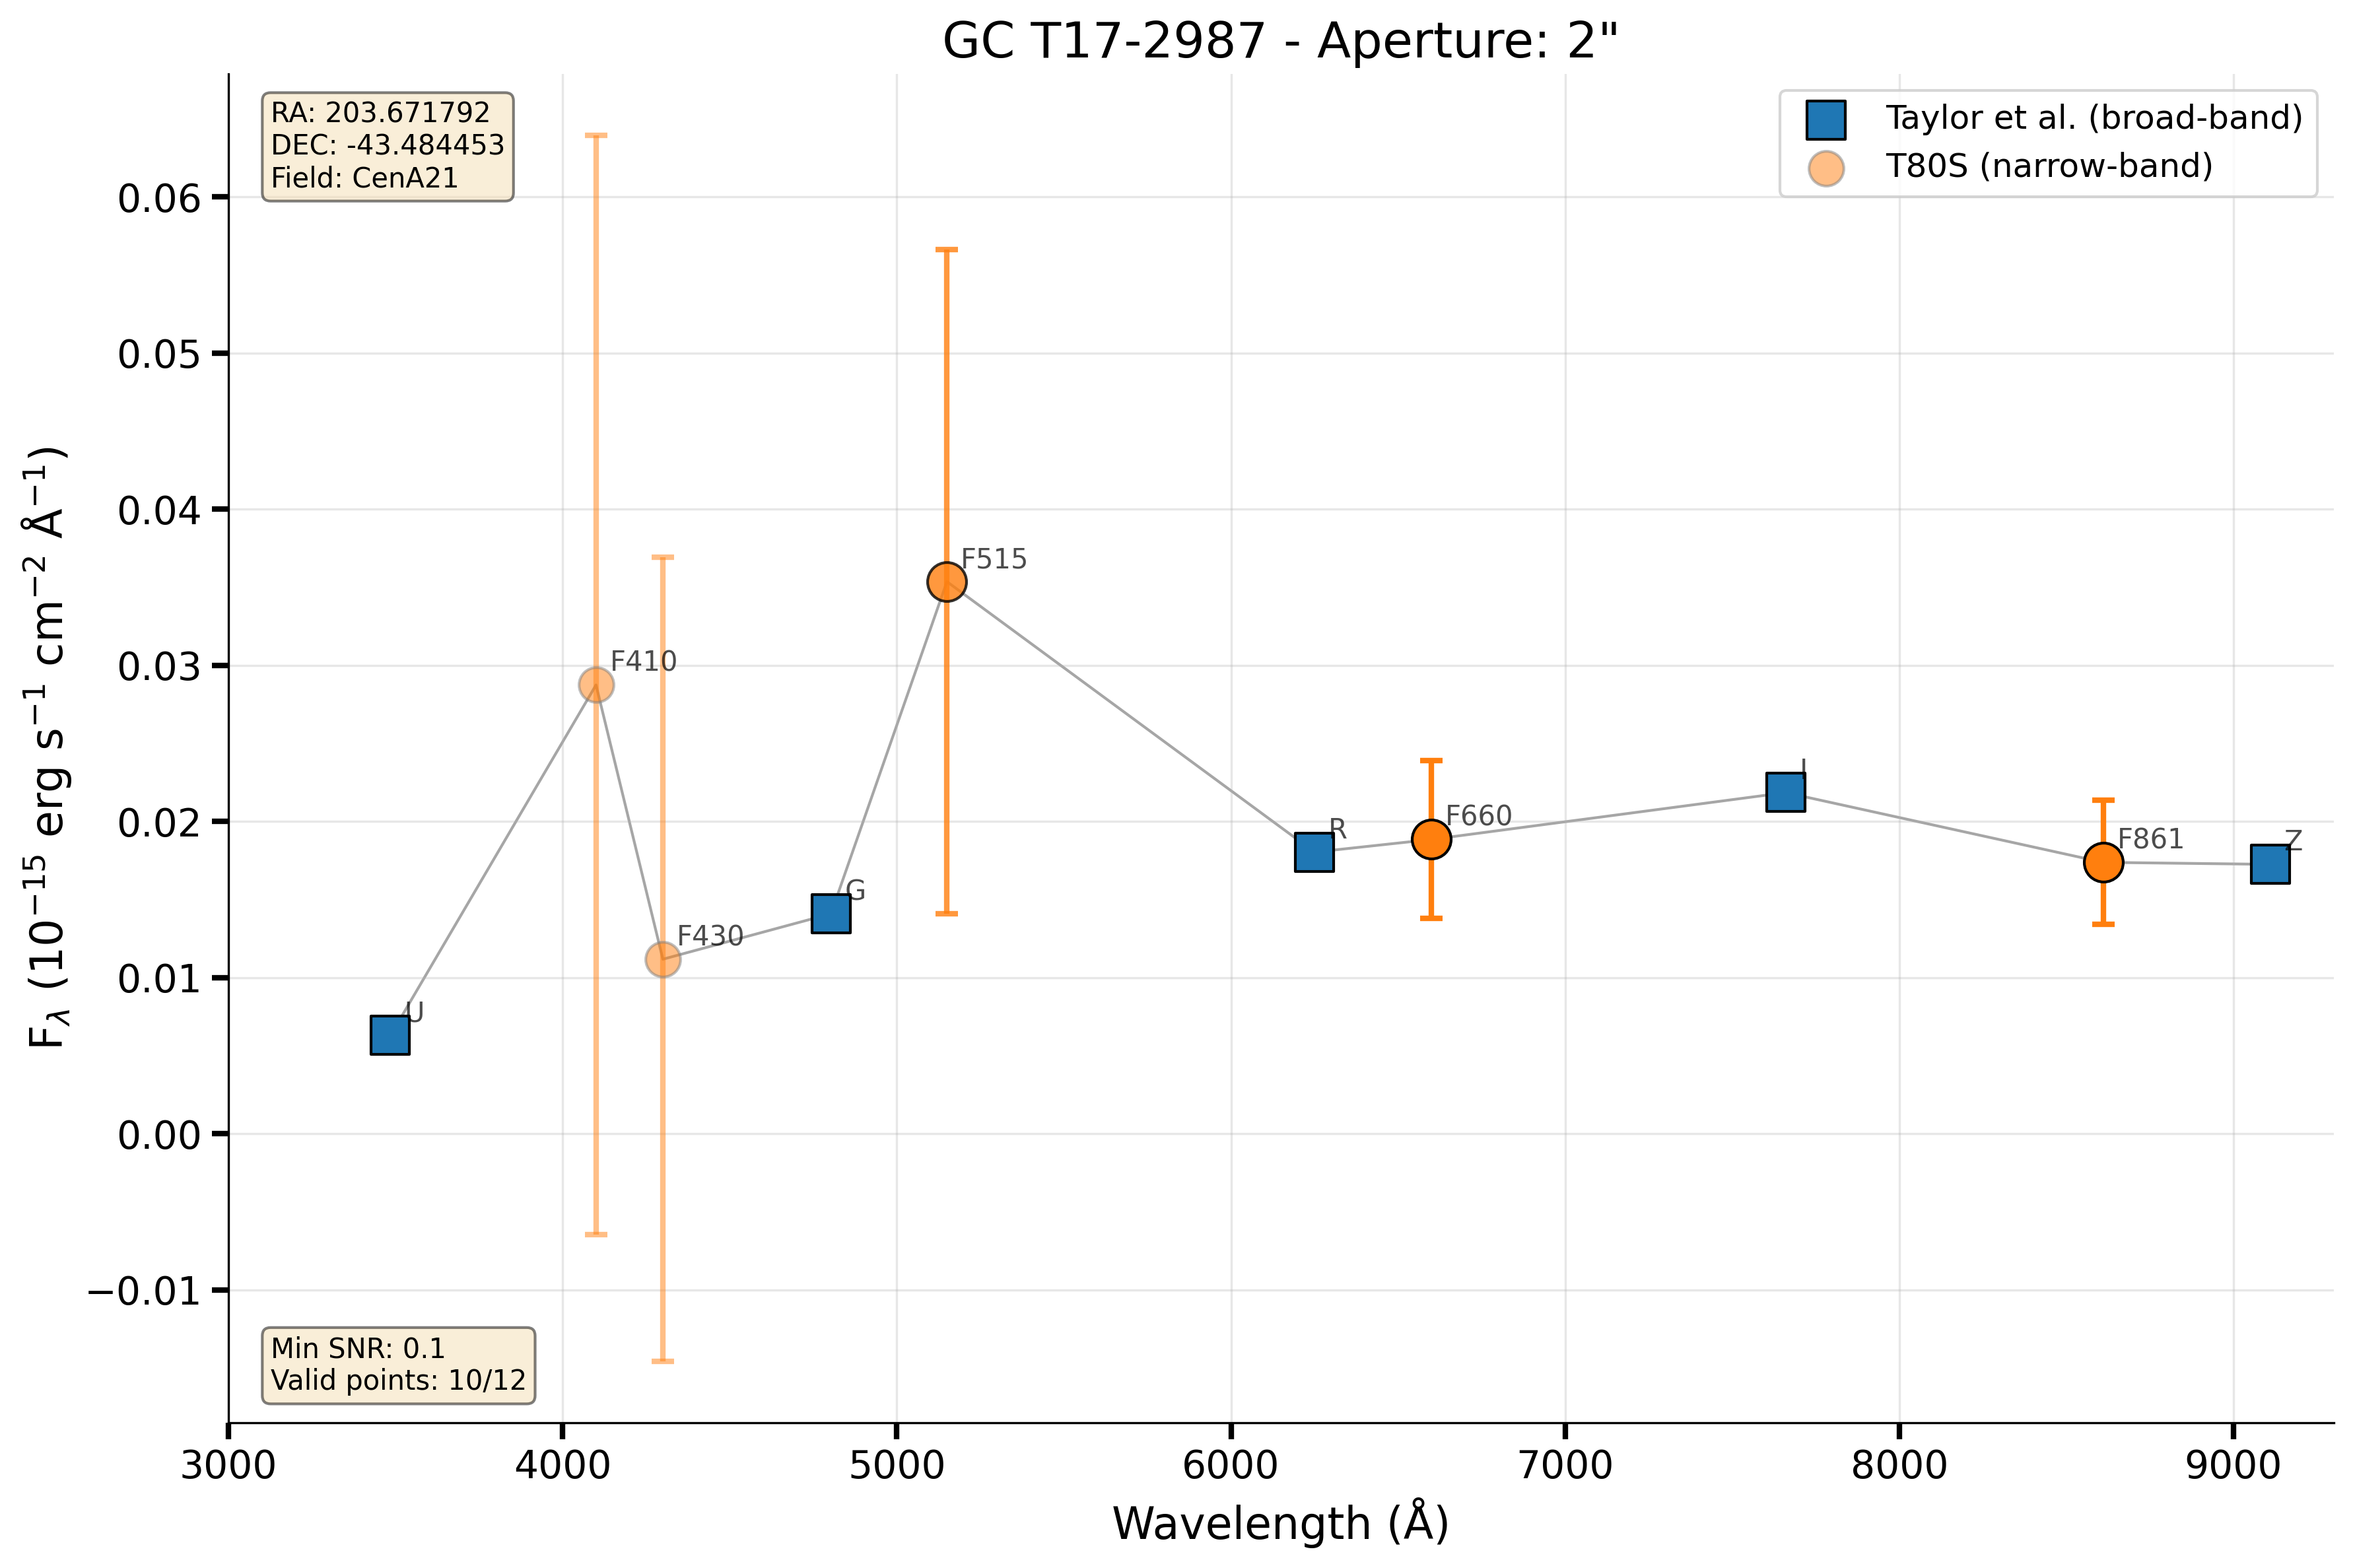 GC T17-2987 - Aperture: 2"
RA: 203.671792
DEC: -43.484453
Field: CenA21
Taylor et al. (broad-band)
T80S (narrow-band)
F_λ (10⁻¹⁵ erg s⁻¹ cm⁻² Å⁻¹)
0.06
0.05
0.04
0.03
0.02
0.01
0.00
−0.01
U
F410
F430
G
F515
R
F660
I
F861
Z
Min SNR: 0.1
Valid points: 10/12
3000 4000 5000 6000 7000 8000 9000
Wavelength (Å)